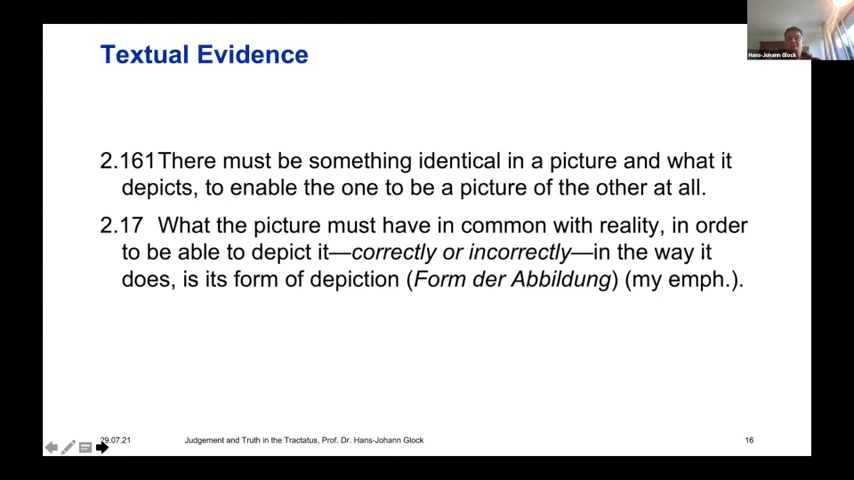 Textual Evidence
Hans-Johann Glock
2.161There must be something identical in a picture and what it
depicts, to enable the one to be a picture of the other at all.
2.17 What the picture must have in common with reality, in order
to be able to depict it—correctly or incorrectly—in the way it
does, is its form of depiction (Form der Abbildung) (my emph.).
29.07.21 Judgement and Truth in the Tractatus, Prof. Dr. Hans-Johann Glock 16